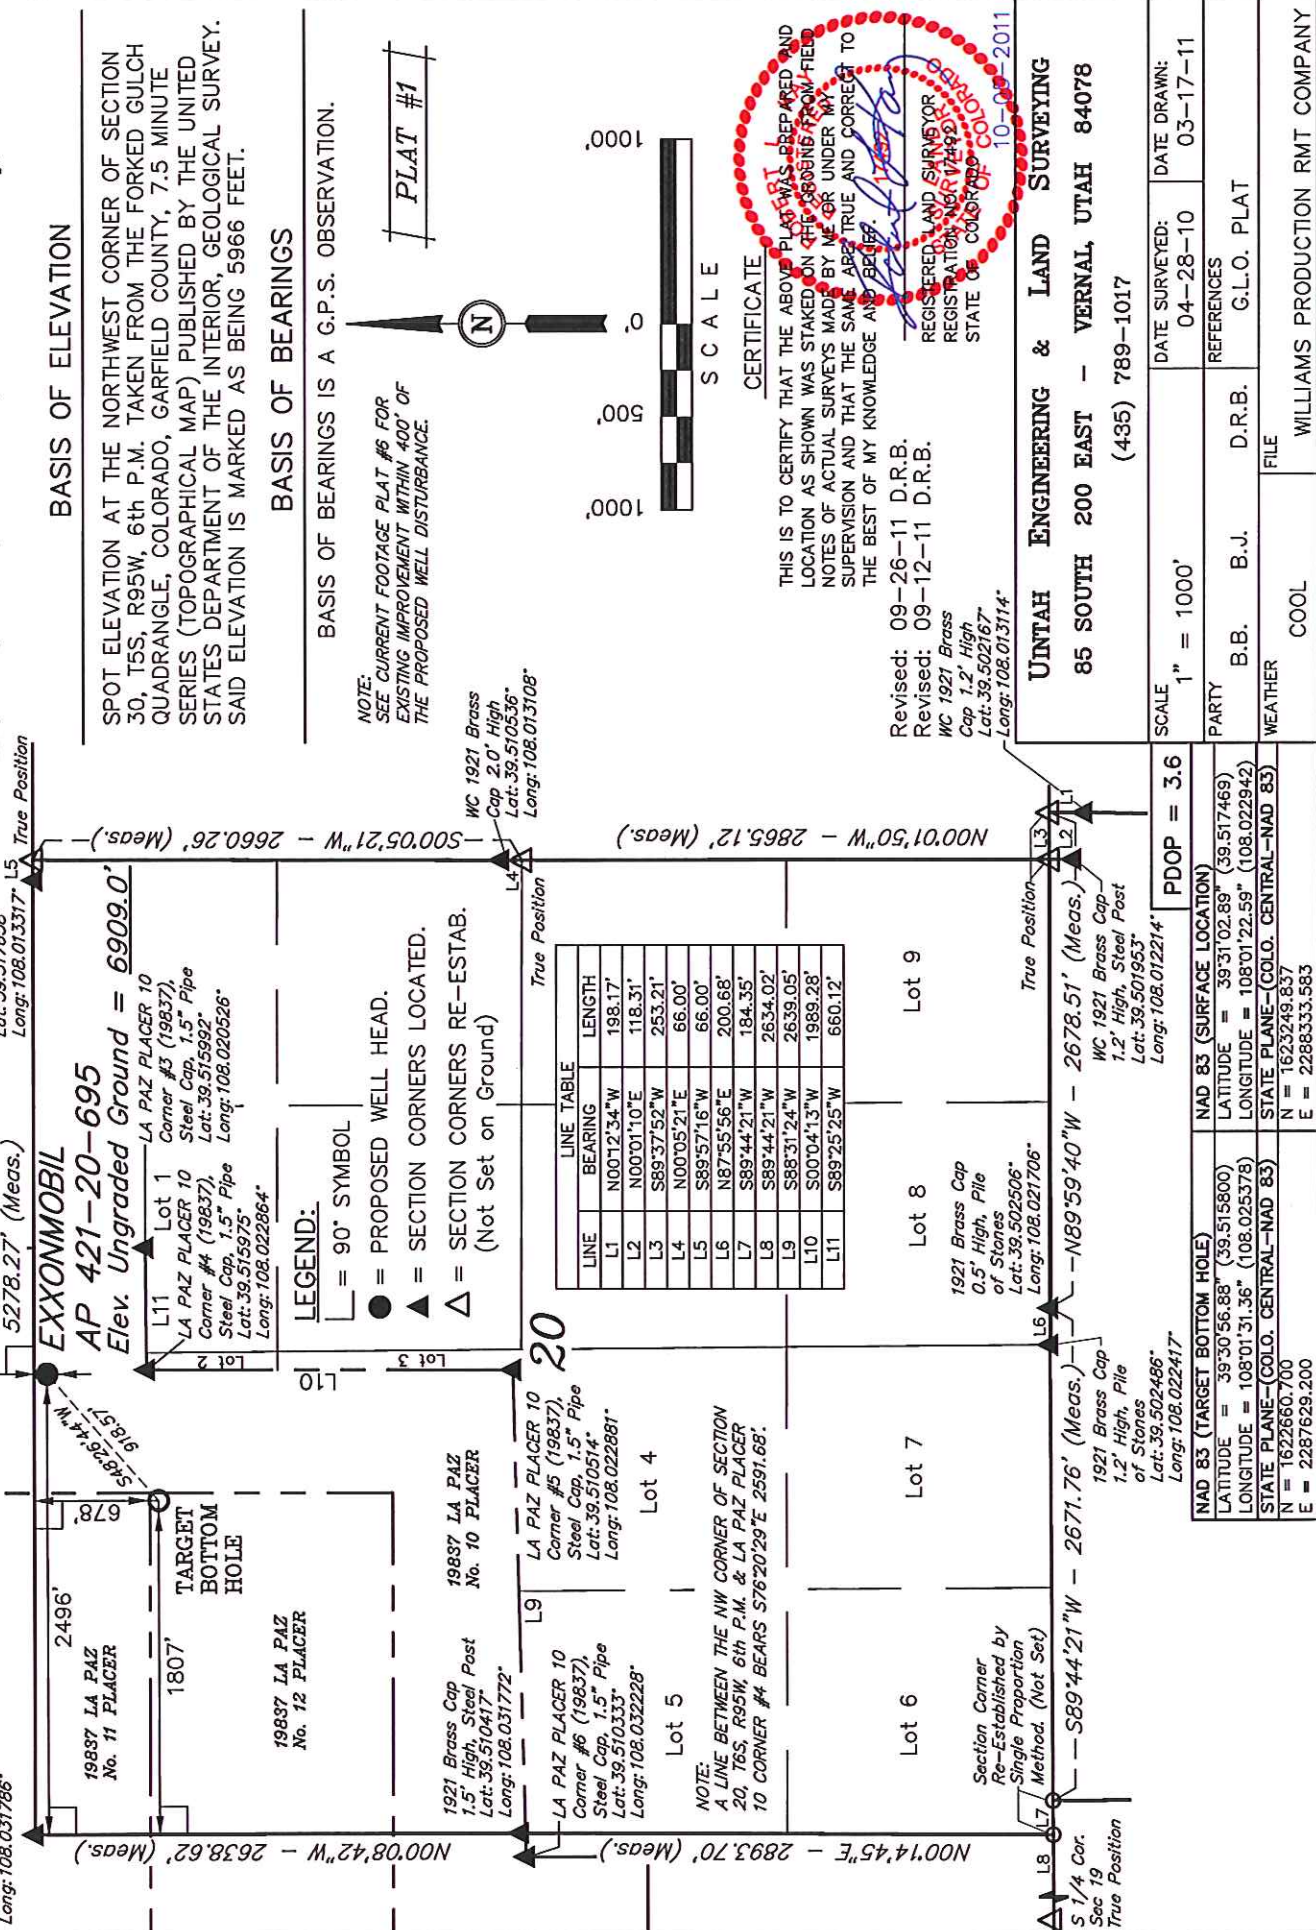 5278.27' (Meas.)
Long: 108.013317°
L5 True Position
Long: 108.031786°
EXXONMOBIL
AP 421-20-695
Elev. Ungraded Ground = 6909.0'
2496'
678'
1807'
S48°26'44"W
918.57'
TARGET
BOTTOM
HOLE
19837 LA PAZ
No. 11 PLACER
19837 LA PAZ
No. 12 PLACER
19837 LA PAZ
No. 10 PLACER
L11
Lot 1
LA PAZ PLACER 10
Corner #3 (19837),
Steel Cap, 1.5" Pipe
Lat: 39.515992°
Long: 108.020526°
LA PAZ PLACER 10
Corner #4 (19837),
Steel Cap, 1.5" Pipe
Lat: 39.515975°
Long: 108.022864°
Lot 2
Lot 3
L10
LEGEND:
= 90° SYMBOL
= PROPOSED WELL HEAD.
= SECTION CORNERS LOCATED.
= SECTION CORNERS RE-ESTAB.
(Not Set on Ground)
S00°05'21"W - 2660.26' (Meas.)
WC 1921 Brass
Cap 2.0' High
Lat: 39.510536°
Long: 108.013108°
L4
True Position
20
LINE TABLE
LINE BEARING LENGTH
L1 N00°12'34"W 198.17'
L2 N00°01'10"E 118.31'
L3 S89°37'52"W 253.21'
L4 N00°05'21"E 66.00'
L5 S89°57'16"W 66.00'
L6 N87°55'56"E 200.68'
L7 S89°44'21"W 184.35'
L8 S89°44'21"W 2634.02'
L9 S88°31'24"W 2639.05'
L10 S00°04'13"W 1989.28'
L11 S89°25'25"W 660.12'
N00°08'42"W - 2638.62' (Meas.)
1921 Brass Cap
1.5' High, Steel Post
Lat: 39.510417°
Long: 108.031772°
L9
LA PAZ PLACER 10
Corner #5 (19837),
Steel Cap, 1.5" Pipe
Lat: 39.510514°
Long: 108.022881°
LA PAZ PLACER 10
Corner #6 (19837),
Steel Cap, 1.5" Pipe
Lat: 39.510333°
Long: 108.032228°
Lot 5
Lot 4
NOTE:
A LINE BETWEEN THE NW CORNER OF SECTION
20, T6S, R95W, 6th P.M. & LA PAZ PLACER
10 CORNER #4 BEARS S76°20'29"E 2591.68'.
Lot 6
Lot 7
Lot 8
Lot 9
N00°14'45"E - 2893.70' (Meas.)
N00°01'50"W - 2865.12' (Meas.)
Section Corner
Re-Established by
Single Proportion
Method. (Not Set)
1921 Brass Cap
0.5' High, Pile
of Stones
Lat: 39.502506°
Long: 108.021706°
True Position
L3
L8
L7
L6
L2
L1
S 1/4 Cor.
Sec 19
True Position
S89°44'21"W - 2671.76' (Meas.)
N89°59'40"W - 2678.51' (Meas.)
1921 Brass Cap
1.2' High, Pile
of Stones
Lat: 39.502486°
Long: 108.022417°
WC 1921 Brass Cap
1.2' High, Steel Post
Lat: 39.501953°
Long: 108.012214°
WC 1921 Brass
Cap 1.2' High
Lat: 39.502167°
Long: 108.013114°
PDOP = 3.6
NAD 83 (TARGET BOTTOM HOLE)
LATITUDE = 39°30'56.88" (39.515800)
LONGITUDE = 108°01'31.36" (108.025378)
STATE PLANE-(COLO. CENTRAL-NAD 83)
N = 1622660.700
E = 2287629.200
NAD 83 (SURFACE LOCATION)
LATITUDE = 39°31'02.89" (39.517469)
LONGITUDE = 108°01'22.59" (108.022942)
STATE PLANE-(COLO. CENTRAL-NAD 83)
N = 1623249.837
E = 2288333.583
BASIS OF ELEVATION
SPOT ELEVATION AT THE NORTHWEST CORNER OF SECTION
30, T5S, R95W, 6th P.M. TAKEN FROM THE FORKED GULCH
QUADRANGLE, COLORADO, GARFIELD COUNTY, 7.5 MINUTE
SERIES (TOPOGRAPHICAL MAP) PUBLISHED BY THE UNITED
STATES DEPARTMENT OF THE INTERIOR, GEOLOGICAL SURVEY.
SAID ELEVATION IS MARKED AS BEING 5966 FEET.
BASIS OF BEARINGS
BASIS OF BEARINGS IS A G.P.S. OBSERVATION.
NOTE:
SEE CURRENT FOOTAGE PLAT #6 FOR
EXISTING IMPROVEMENT WITHIN 400' OF
THE PROPOSED WELL DISTURBANCE.
N
PLAT #1
1000' 500' 0' 1000'
SCALE
CERTIFICATE
THIS IS TO CERTIFY THAT THE ABOVE PLAT WAS PREPARED AND
LOCATION AS SHOWN WAS STAKED ON THE GROUND FROM FIELD
NOTES OF ACTUAL SURVEYS MADE BY ME OR UNDER MY
SUPERVISION AND THAT THE SAME ARE TRUE AND CORRECT TO
THE BEST OF MY KNOWLEDGE AND BELIEF.
REGISTERED LAND SURVEYOR
REGISTRATION NO. 17492
STATE OF COLORADO
Revised: 09-26-11 D.R.B.
Revised: 09-12-11 D.R.B.
UINTAH ENGINEERING & LAND SURVEYING
85 SOUTH 200 EAST - VERNAL, UTAH 84078
(435) 789-1017
SCALE
1" = 1000'
DATE SURVEYED:
04-28-10
DATE DRAWN:
03-17-11
PARTY
B.B. B.J. D.R.B.
REFERENCES
G.L.O. PLAT
WEATHER
COOL
FILE
WILLIAMS PRODUCTION RMT COMPANY